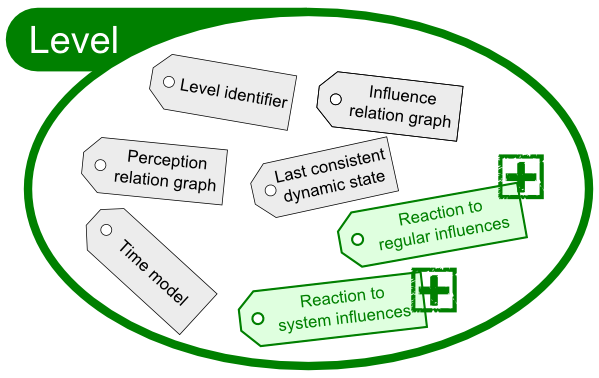 Level
Level identifier
Influence
relation graph
Perception
relation graph
Last consistent
dynamic state
Reaction to
regular influences
Time model
Reaction to
system influences